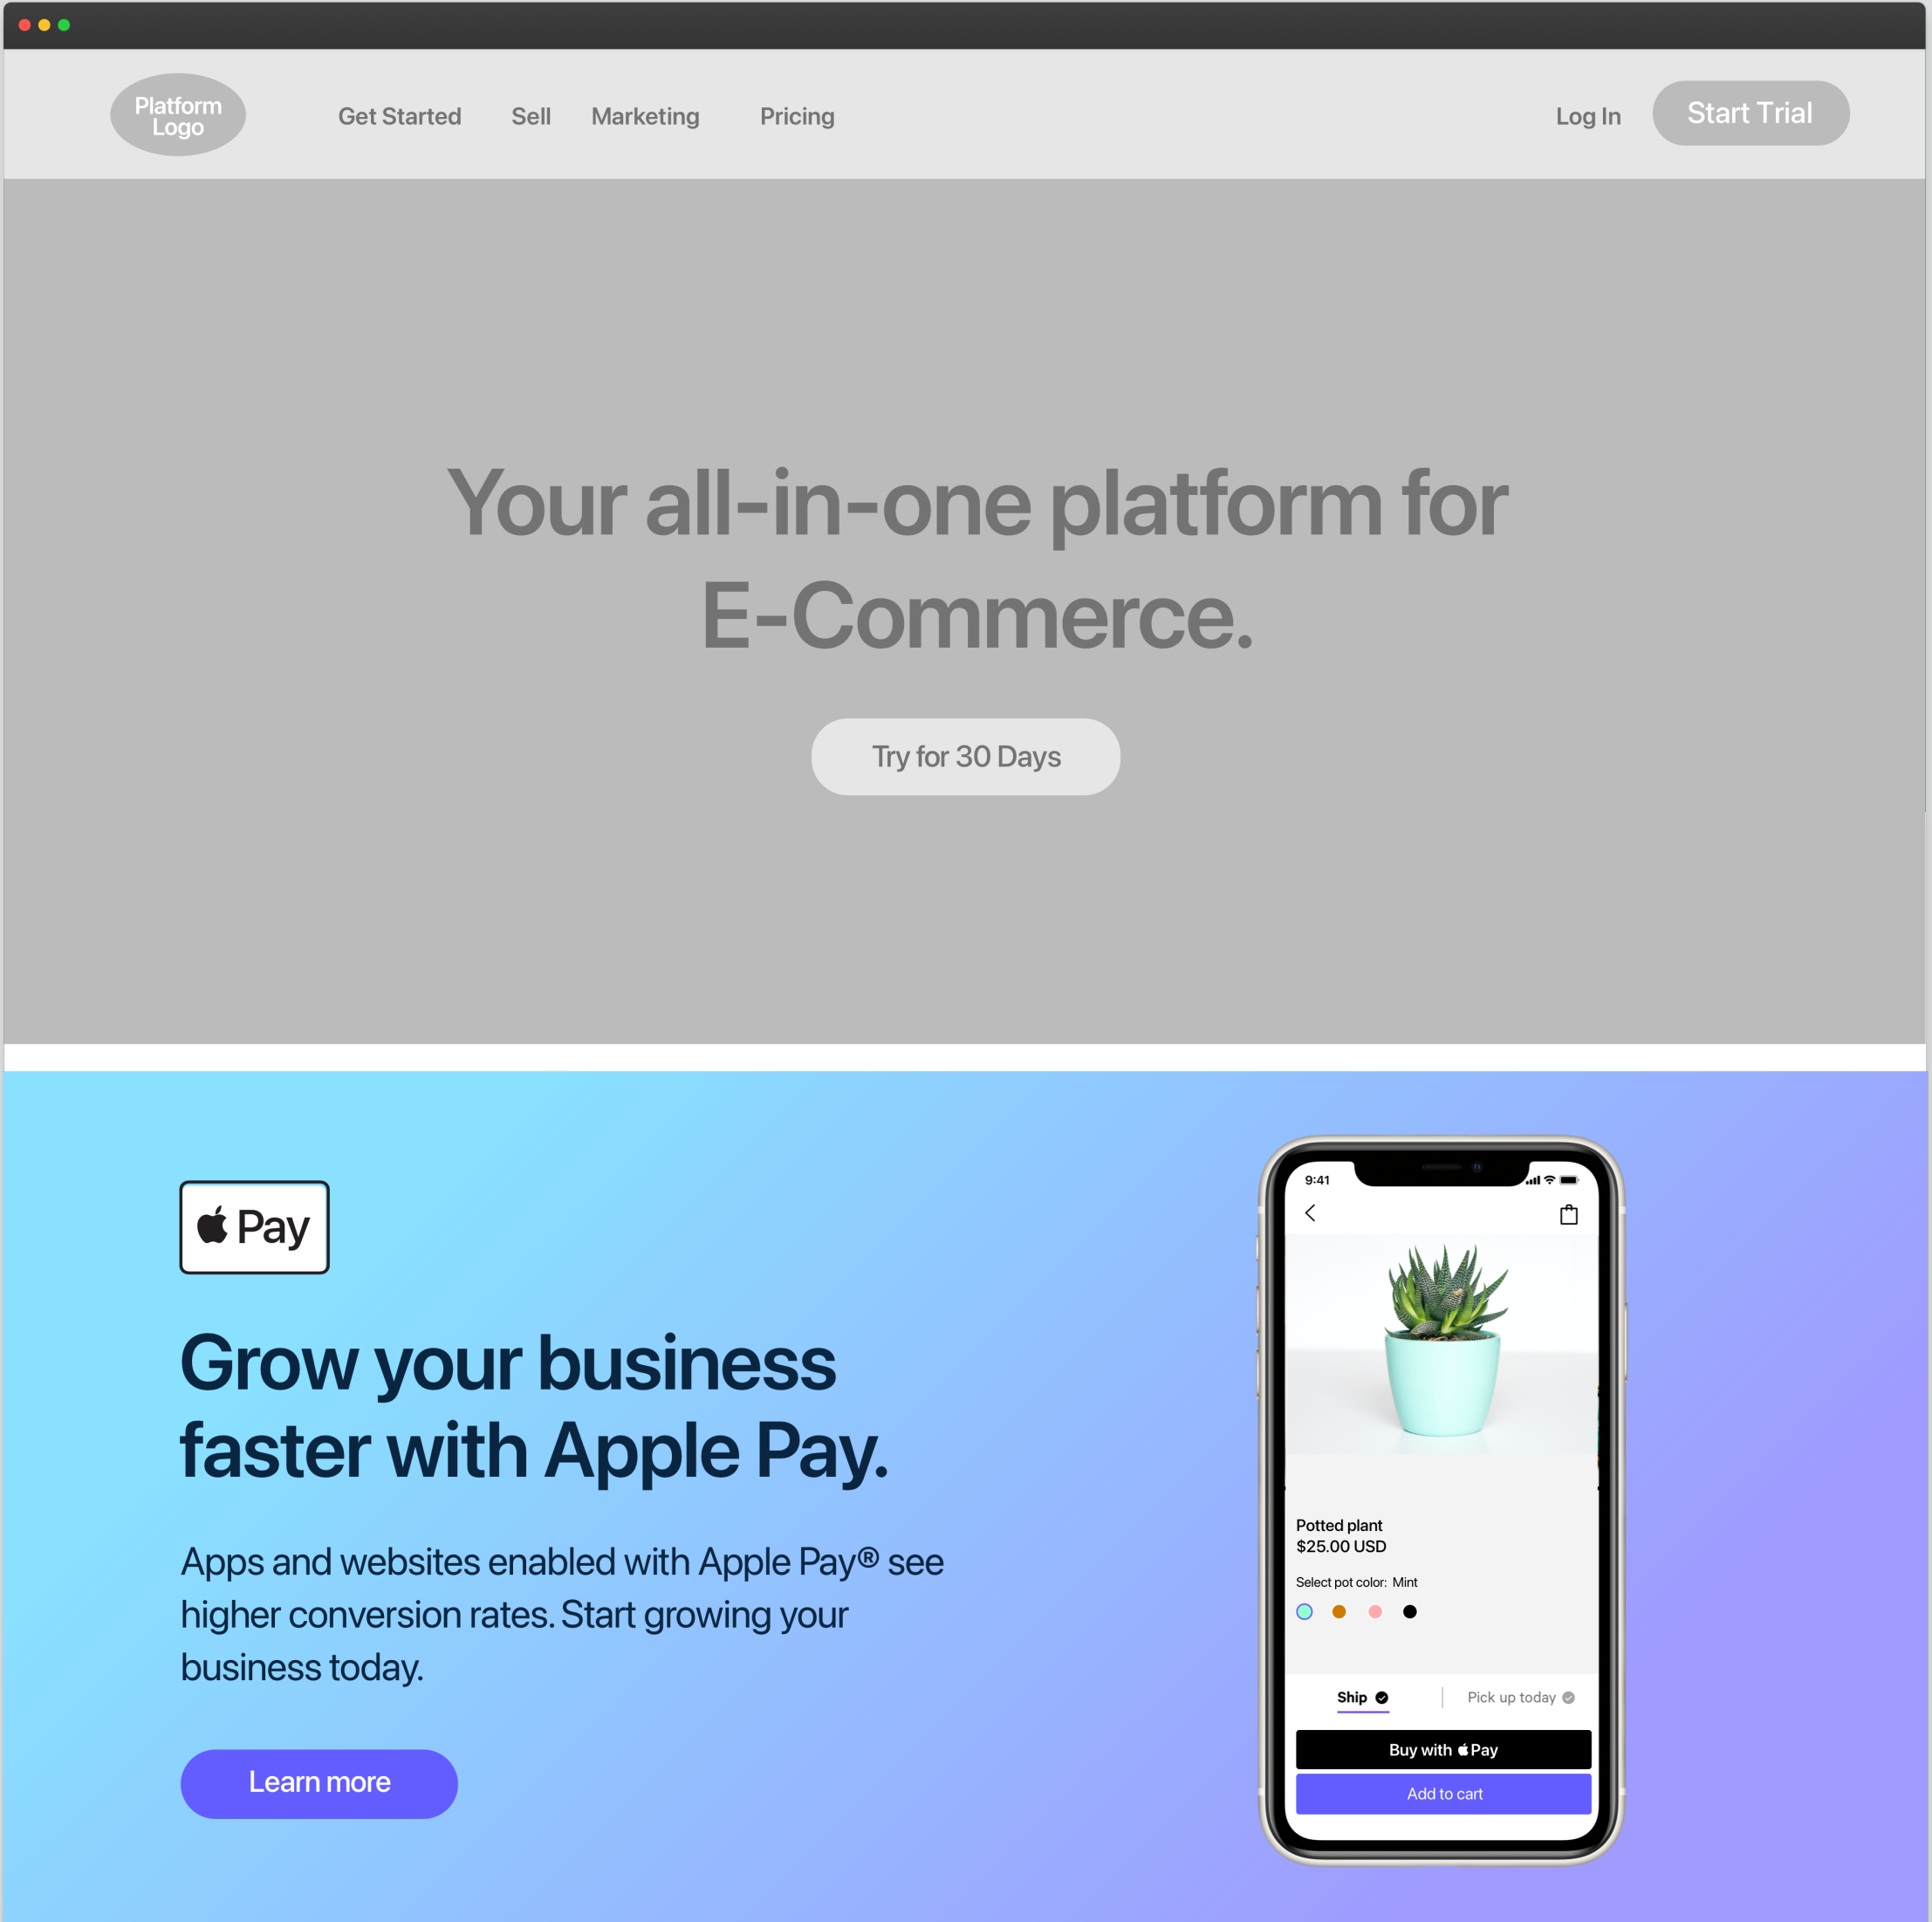 Platform
Logo
Get Started Sell Marketing Pricing Log In Start Trial
Your all-in-one platform for
E-Commerce.
Try for 30 Days
Pay
Grow your business
faster with Apple Pay.
Apps and websites enabled with Apple Pay® see
higher conversion rates. Start growing your
business today.
Learn more
9:41
Potted plant
$25.00 USD
Select pot color: Mint
Ship Pick up today
Buy with Pay
Add to cart